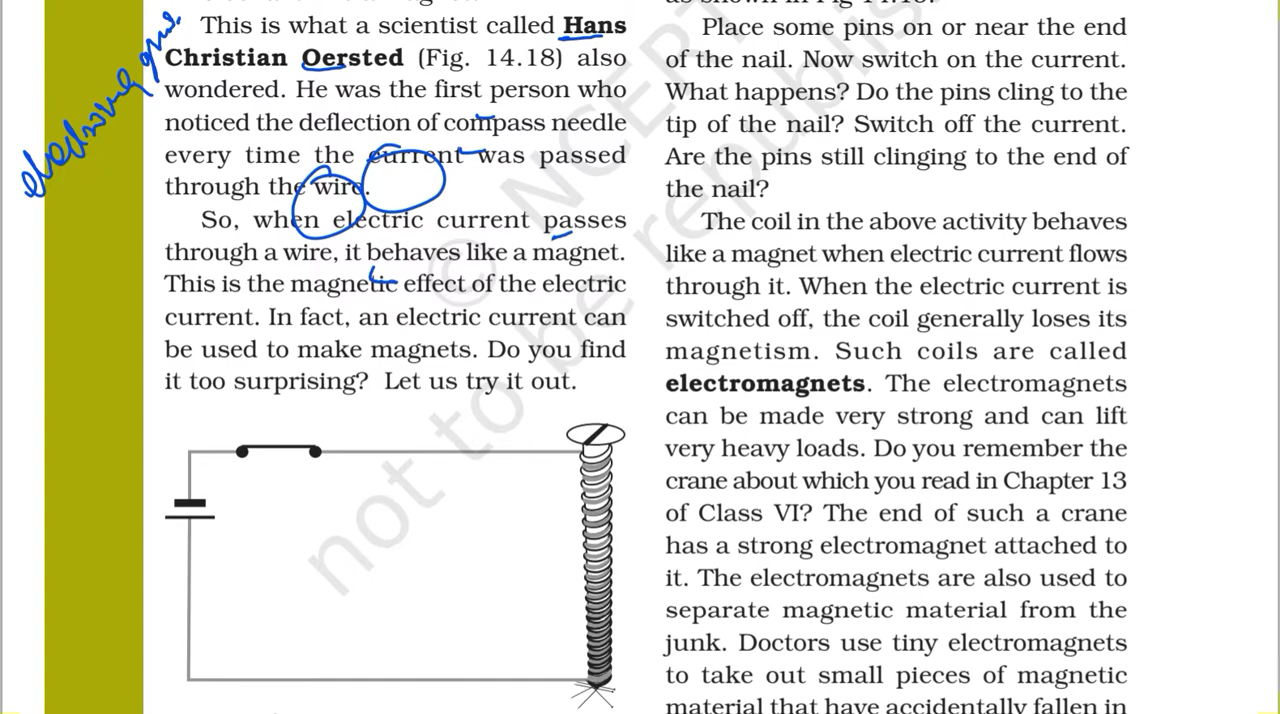 This is what a scientist called Hans
Christian Oersted (Fig. 14.18) also
wondered. He was the first person who
noticed the deflection of compass needle
every time the current was passed
through the wire.
So, when electric current passes
through a wire, it behaves like a magnet.
This is the magnetic effect of the electric
current. In fact, an electric current can
be used to make magnets. Do you find
it too surprising? Let us try it out.
Place some pins on or near the end
of the nail. Now switch on the current.
What happens? Do the pins cling to the
tip of the nail? Switch off the current.
Are the pins still clinging to the end of
the nail?
The coil in the above activity behaves
like a magnet when electric current flows
through it. When the electric current is
switched off, the coil generally loses its
magnetism. Such coils are called
electromagnets. The electromagnets
can be made very strong and can lift
very heavy loads. Do you remember the
crane about which you read in Chapter 13
of Class VI? The end of such a crane
has a strong electromagnet attached to
it. The electromagnets are also used to
separate magnetic material from the
junk. Doctors use tiny electromagnets
to take out small pieces of magnetic
material that have accidentally fallen in
© NCERT
not to be republis